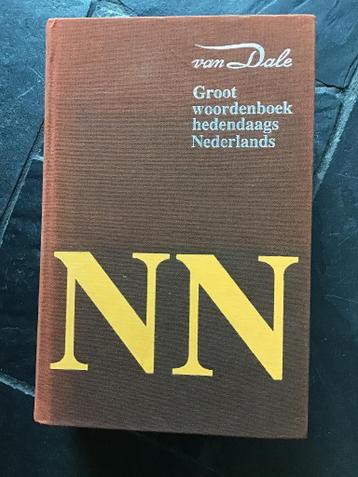 van Dale
Groot
woordenboek
hedendaags
Nederlands
NN